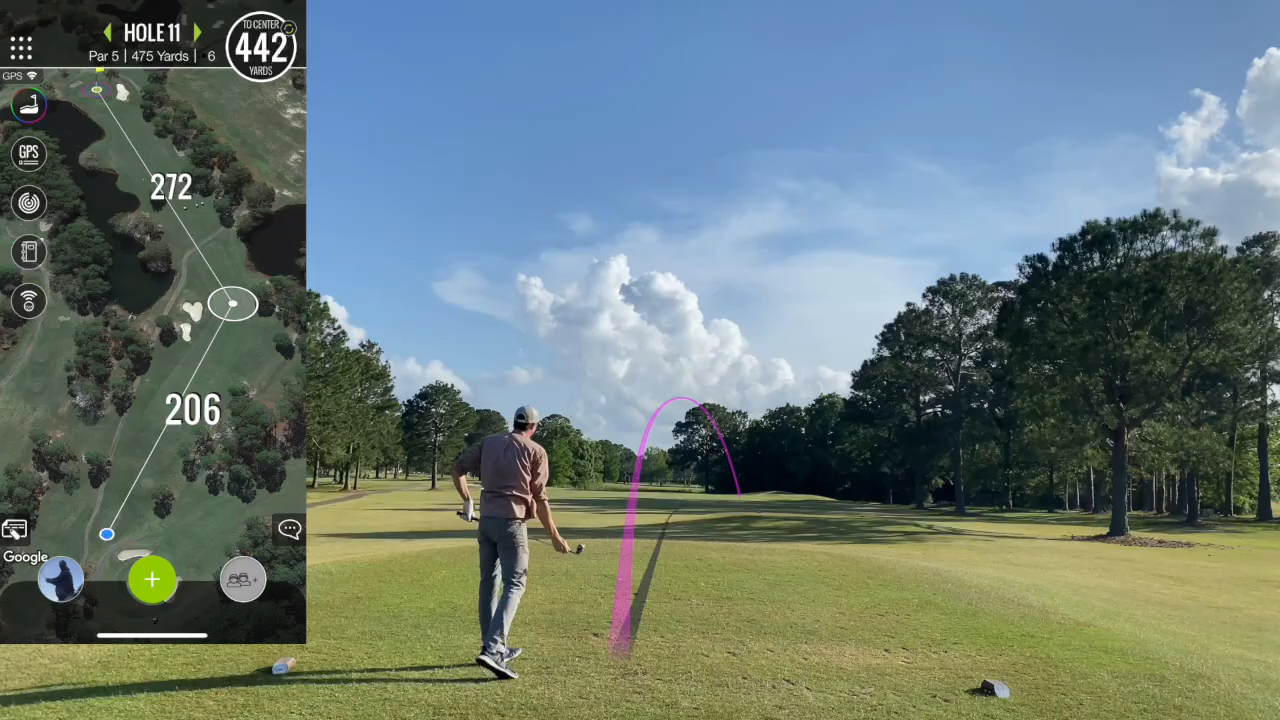 HOLE 11
Par 5 | 475 Yards | 6
TO CENTER
442
YARDS
GPS
GPS
272
206
Google